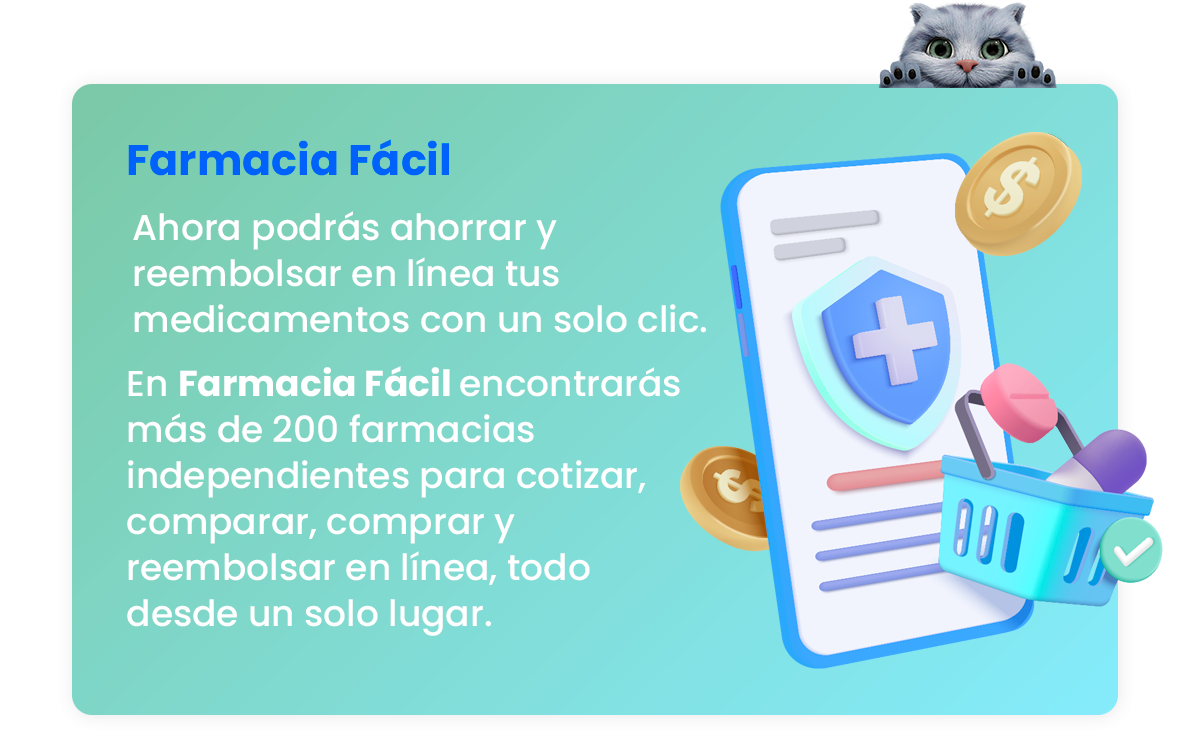 Farmacia Fácil
Ahora podrás ahorrar y
reembolsar en línea tus
medicamentos con un solo clic.
En Farmacia Fácil encontrarás
más de 200 farmacias
independientes para cotizar,
comparar, comprar y
reembolsar en línea, todo
desde un solo lugar.
$
$